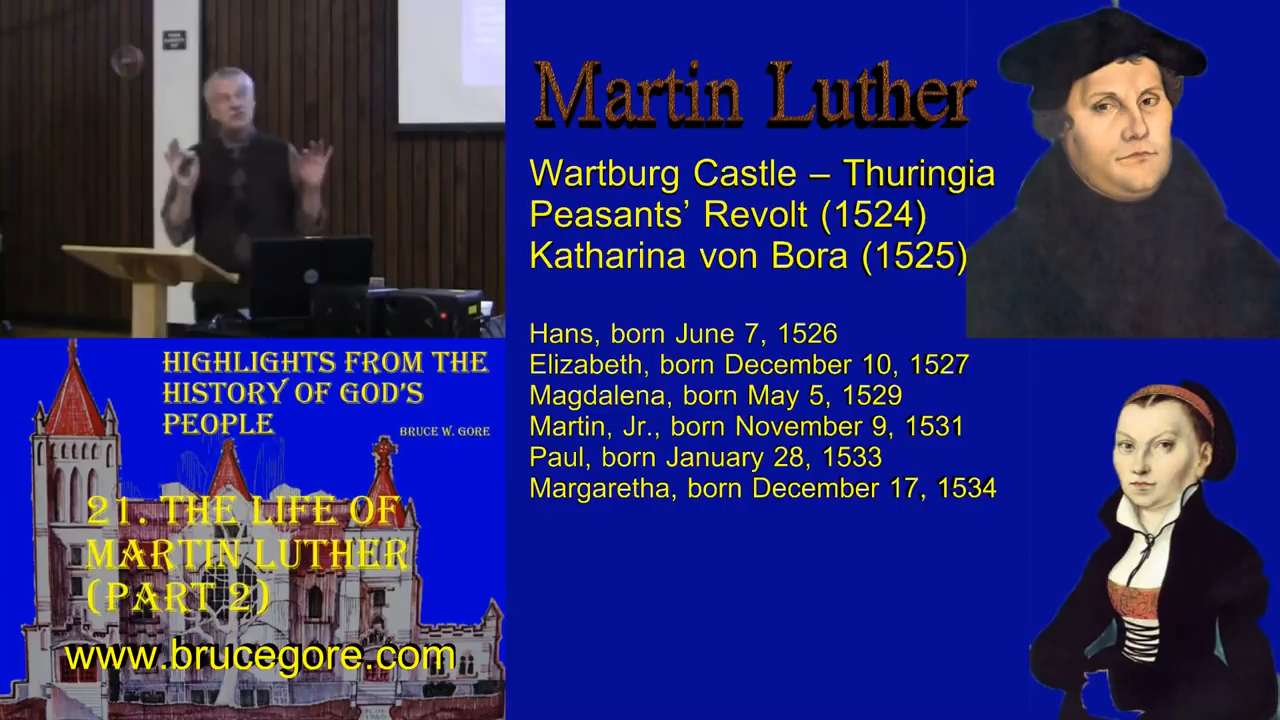 Martin Luther
Wartburg Castle – Thuringia
Peasants’ Revolt (1524)
Katharina von Bora (1525)
Hans, born June 7, 1526
Elizabeth, born December 10, 1527
Magdalena, born May 5, 1529
Martin, Jr., born November 9, 1531
Paul, born January 28, 1533
Margaretha, born December 17, 1534
HIGHLIGHTS FROM THE
HISTORY OF GOD'S
PEOPLE
BRUCE W. GORE
21. THE LIFE OF
MARTIN LUTHER
(PART 2)
www.brucegore.com